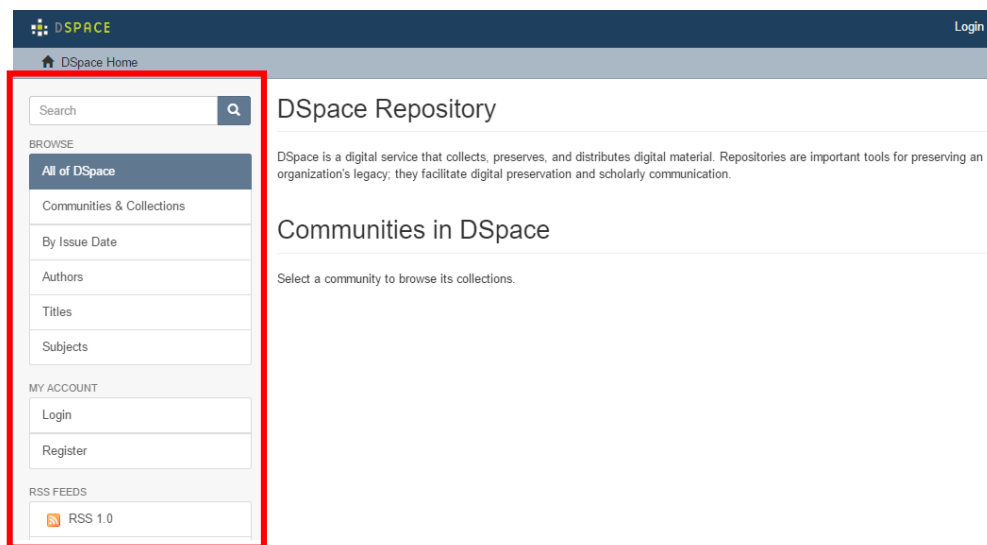 DSPACE
Login
DSpace Home
Search
BROWSE
All of DSpace
Communities & Collections
By Issue Date
Authors
Titles
Subjects
MY ACCOUNT
Login
Register
RSS FEEDS
RSS 1.0
DSpace Repository
DSpace is a digital service that collects, preserves, and distributes digital material. Repositories are important tools for preserving an
organization's legacy; they facilitate digital preservation and scholarly communication.
Communities in DSpace
Select a community to browse its collections.